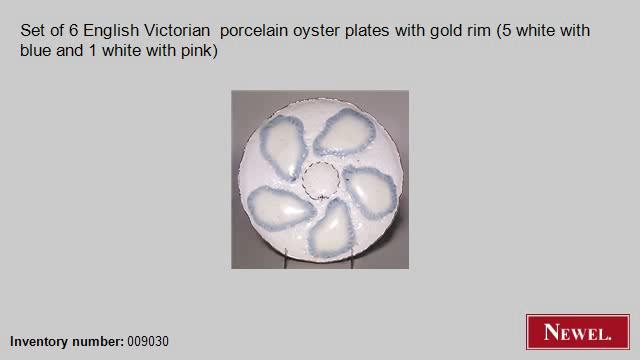 Set of 6 English Victorian  porcelain oyster plates with gold rim (5 white with
blue and 1 white with pink)
Inventory number: 009030
NEWEL.